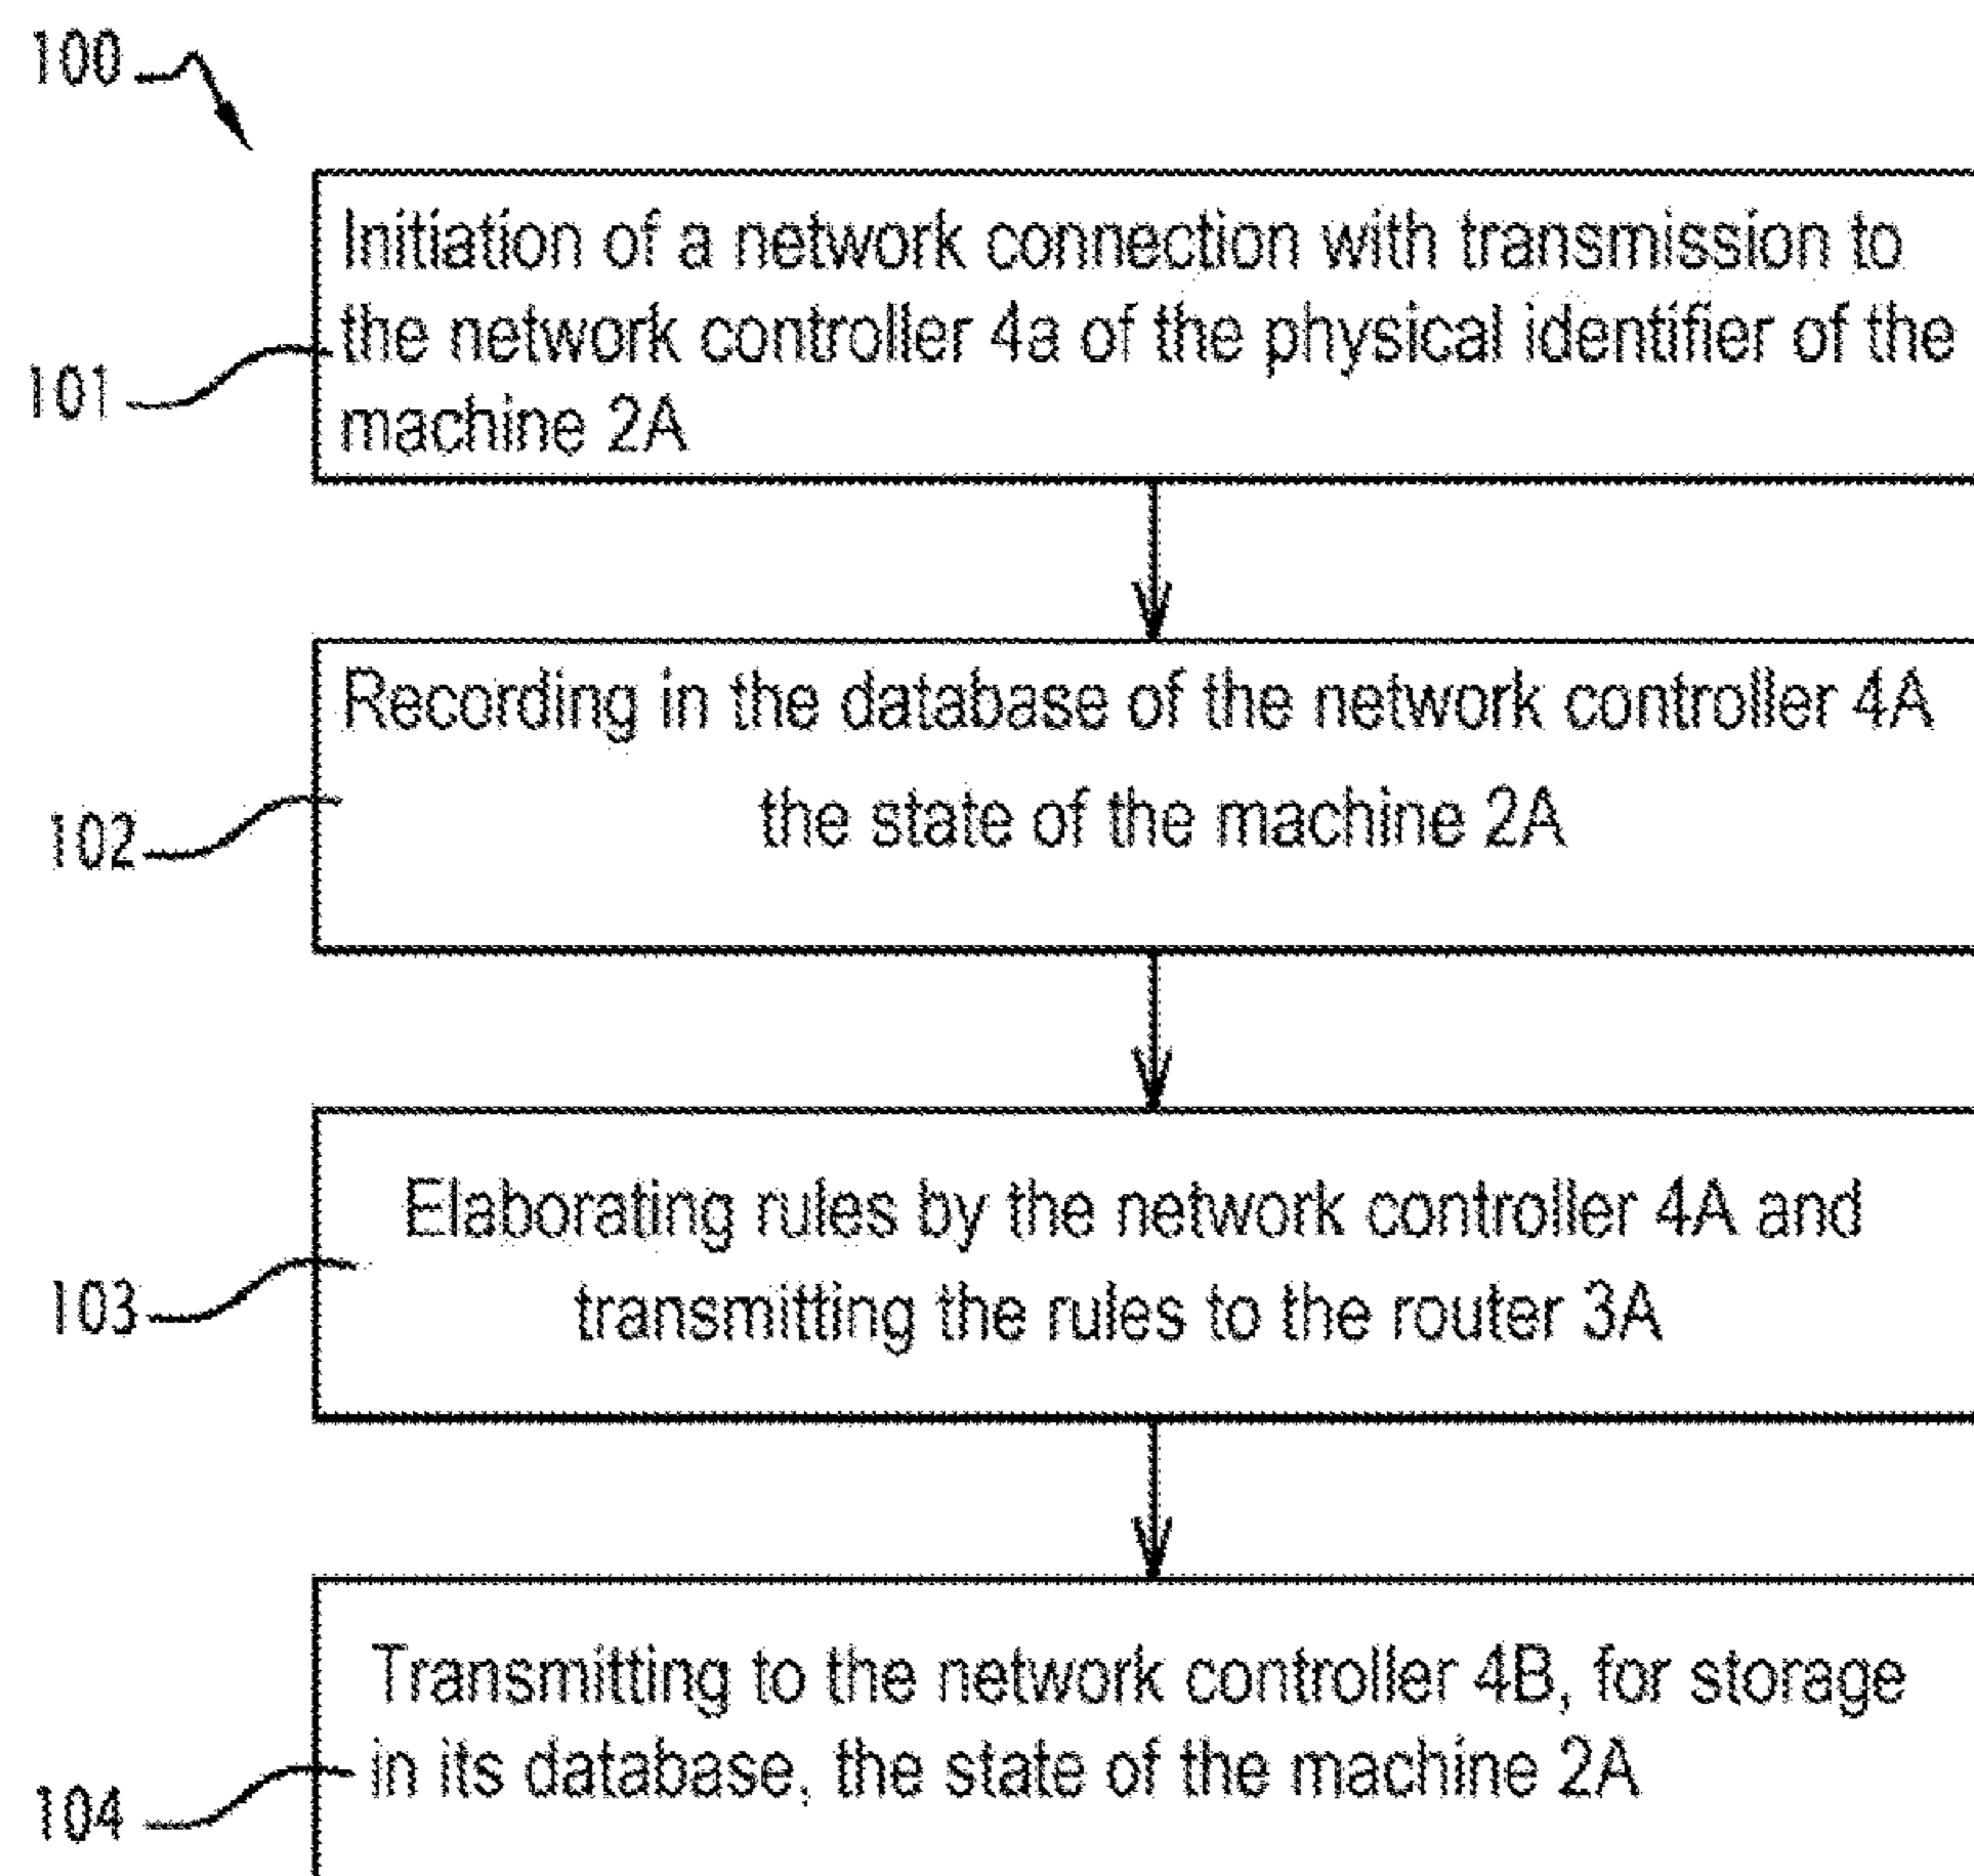 100
Initiation of a network connection with transmission to
the network controller 4a of the physical identifier of the
machine 2A
101
Recording in the database of the network controller 4A
the state of the machine 2A
102
Elaborating rules by the network controller 4A and
transmitting the rules to the router 3A
103
Transmitting to the network controller 4B, for storage
in its database, the state of the machine 2A
104